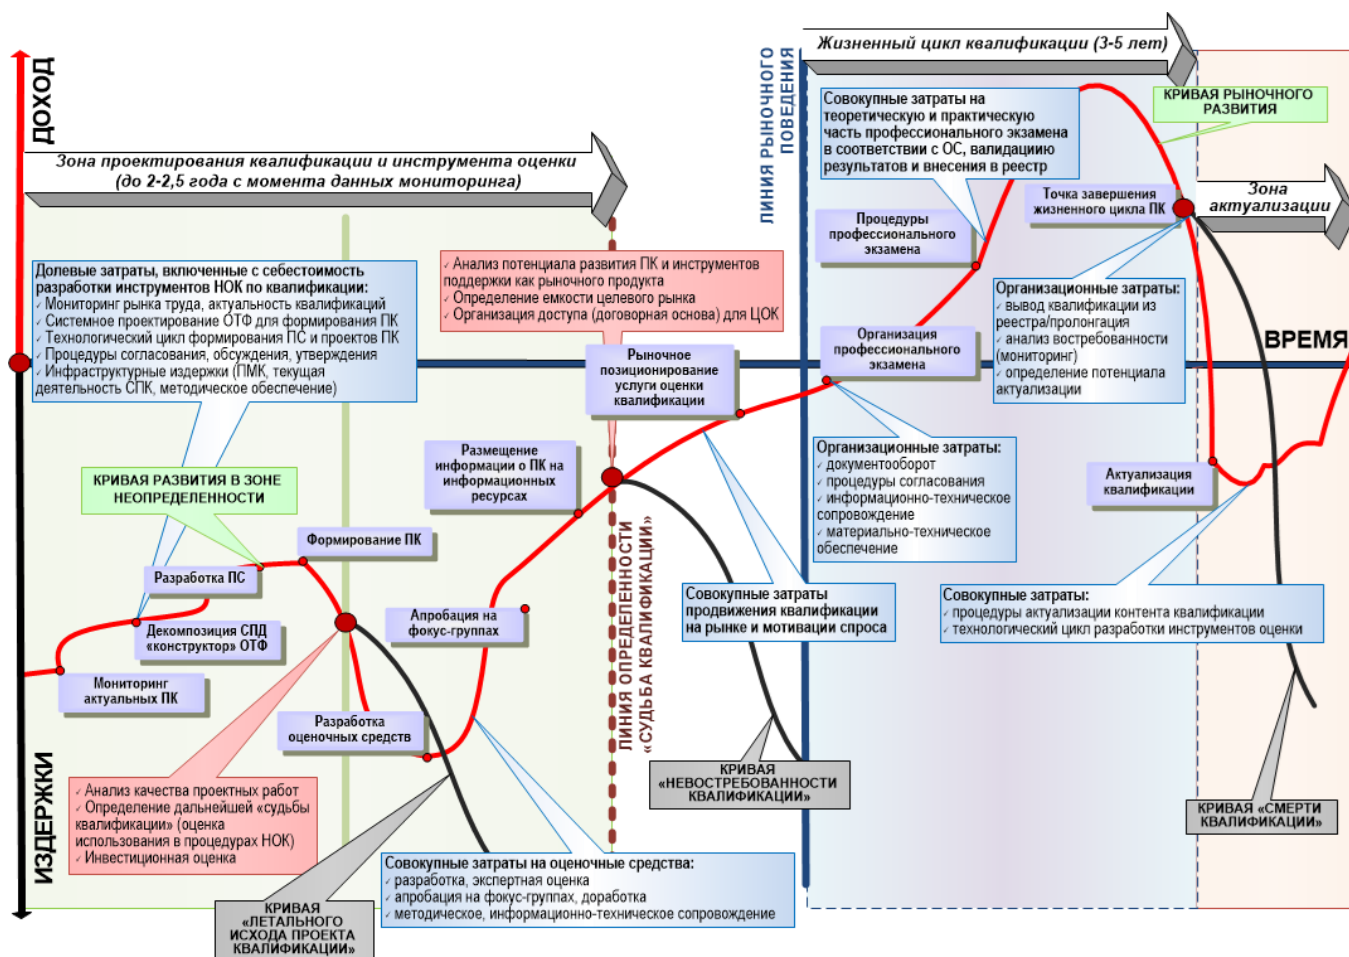 Жизненный цикл квалификации (3-5 лет)
ДОХОД
ЛИНИЯ РЫНОЧНОГО
ПОВЕДЕНИЯ
КРИВАЯ РЫНОЧНОГО
РАЗВИТИЯ
Совокупные затраты на
теоретическую и практическую
часть профессионального экзамена
в соответствии с ОС, валидациию
результатов и внесения в реестр
Зона проектирования квалификации и инструмента оценки
(до 2-2,5 года с момента данных мониторинга)
Точка завершения
жизненного цикла ПК
Зона
актуализации
Процедуры
профессионального
экзамена
Долевые затраты, включенные с себестоимость
разработки инструментов НОК по квалификации:
✓ Мониторинг рынка труда, актуальность квалификаций
✓ Системное проектирование ОТФ для формирования ПК
✓ Технологический цикл формирования ПС и проектов ПК
✓ Процедуры согласования, обсуждения, утверждения
✓ Инфраструктурные издержки (ПМК, текущая
деятельность СПК, методическое обеспечение)
✓ Анализ потенциала развития ПК и инструментов
поддержки как рыночного продукта
✓ Определение емкости целевого рынка
✓ Организация доступа (договорная основа) для ЦОК
Организационные затраты:
✓ вывод квалификации из
реестра/пролонгация
✓ анализ востребованности
(мониторинг)
✓ определение потенциала
актуализации
ВРЕМЯ
Организация
профессионального
экзамена
Рыночное
позиционирование
услуги оценки
квалификации
Размещение
информации о ПК на
информационных
ресурсах
Организационные затраты:
✓ документооборот
✓ процедуры согласования
✓ информационно-техническое
сопровождение
✓ материально-техническое
обеспечение
Актуализация
квалификации
КРИВАЯ РАЗВИТИЯ В ЗОНЕ
НЕОПРЕДЕЛЕННОСТИ
Формирование ПК
Разработка ПС
Декомпозиция СПД
«конструктор» ОТФ
Мониторинг
актуальных ПК
Апробация на
фокус-группах
ЛИНИЯ ОПРЕДЕЛЕННОСТИ
«СУДЬБА КВАЛИФИКАЦИИ»
Совокупные затраты
продвижения квалификации
на рынке и мотивации спроса
Совокупные затраты:
✓ процедуры актуализации контента квалификации
✓ технологический цикл разработки инструментов оценки
Разработка
оценочных средств
ИЗДЕРЖКИ
✓ Анализ качества проектных работ
✓ Определение дальнейшей «судьбы
квалификации» (оценка
использования в процедурах НОК)
✓ Инвестиционная оценка
КРИВАЯ
«НЕВОСТРЕБОВАННОСТИ
КВАЛИФИКАЦИИ»
КРИВАЯ «СМЕРТИ
КВАЛИФИКАЦИИ»
Совокупные затраты на оценочные средства:
✓ разработка, экспертная оценка
✓ апробация на фокус-группах, доработка
✓ методическое, информационно-техническое сопровождение
КРИВАЯ
«ЛЕТАЛЬНОГО
ИСХОДА ПРОЕКТА
КВАЛИФИКАЦИИ»